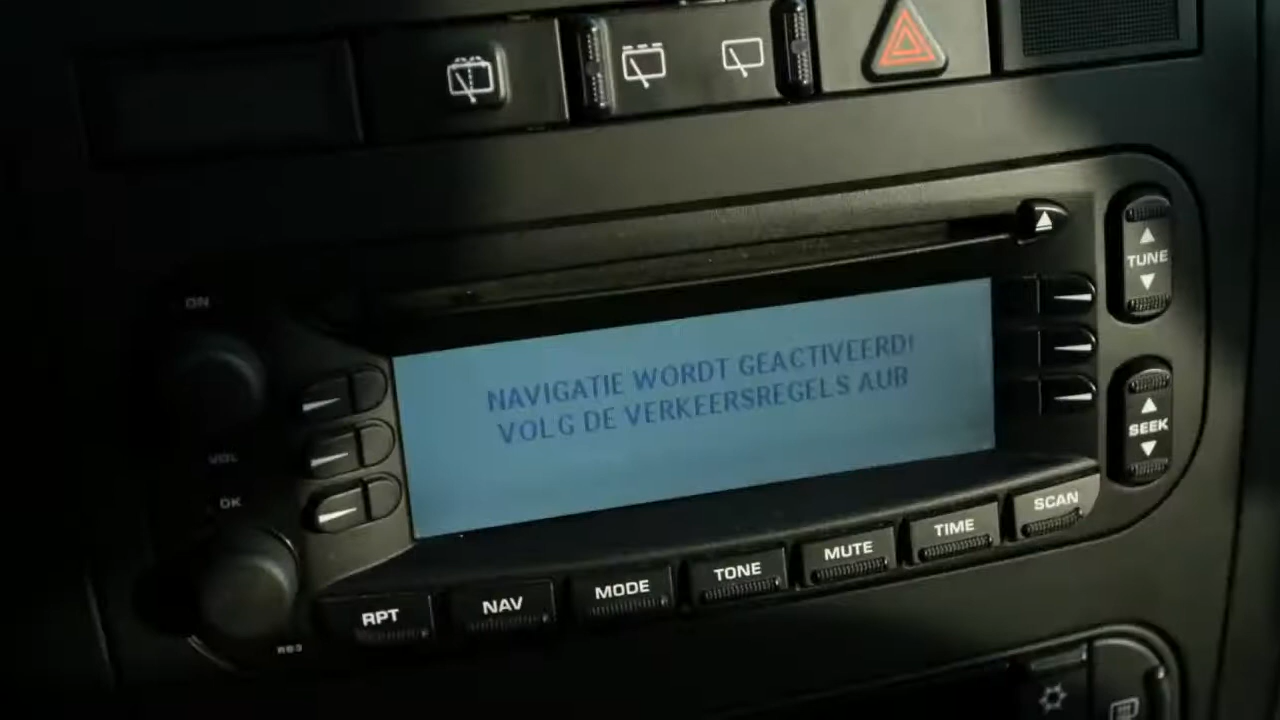 ON
TUNE
NAVIGATIE WORDT GEACTIVEERD!
VOLG DE VERKEERSREGELS AUB
SEEK
VOL
OK
SCAN
TIME
MUTE
TONE
MODE
NAV
RPT
RB3